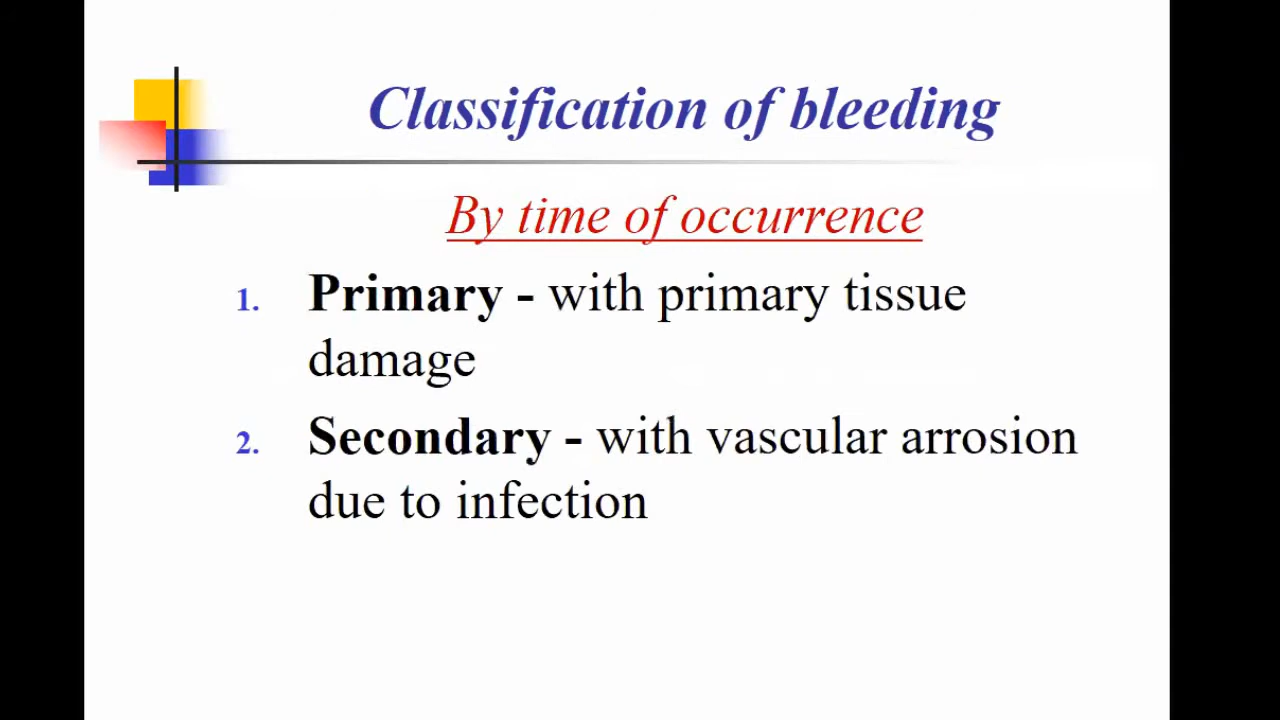 Classification of bleeding
By time of occurrence
1. Primary - with primary tissue
damage
2. Secondary - with vascular arrosion
due to infection